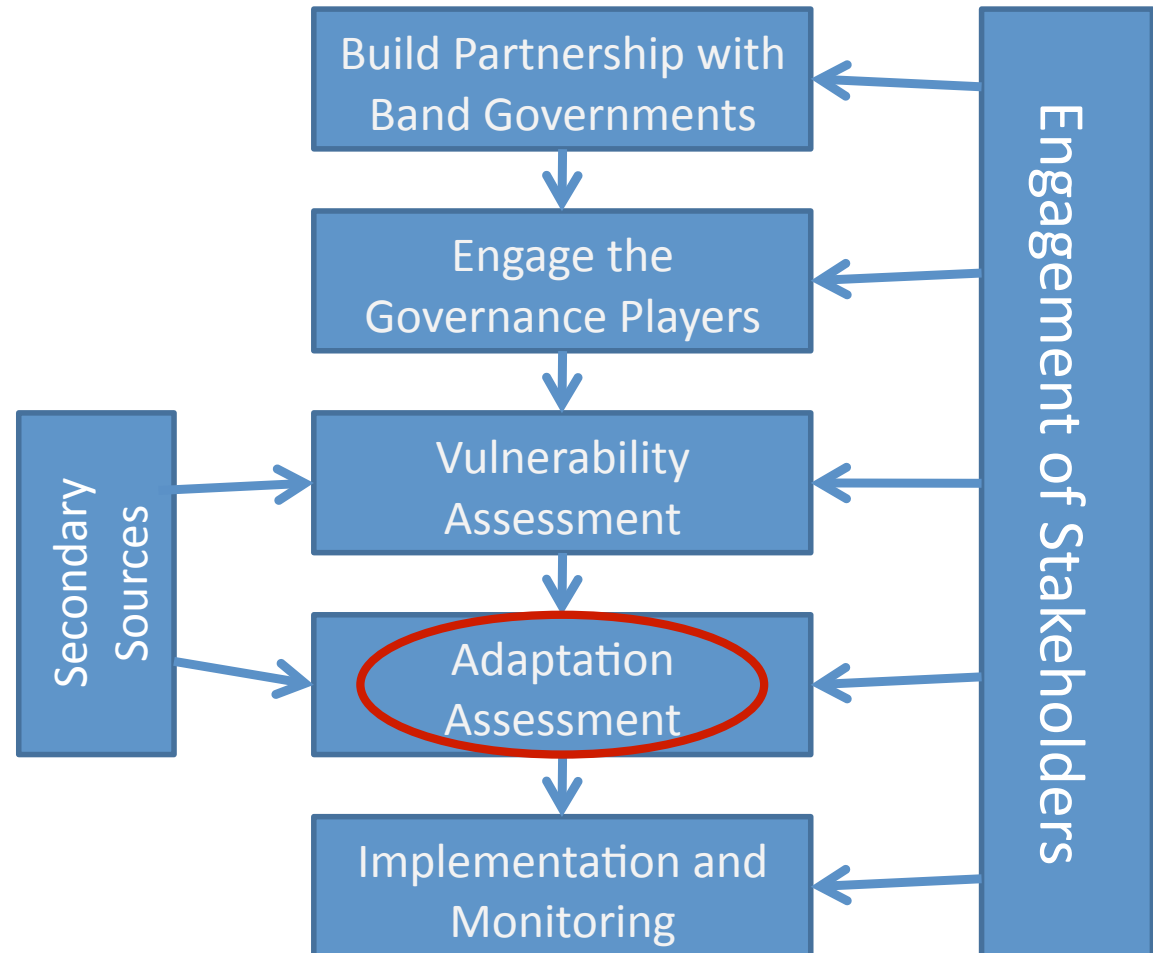 Build Partnership with
Band Governments
Engage the
Governance Players
Vulnerability
Assessment
Adaptation
Assessment
Implementation and
Monitoring
Secondary
Sources
Engagement of Stakeholders